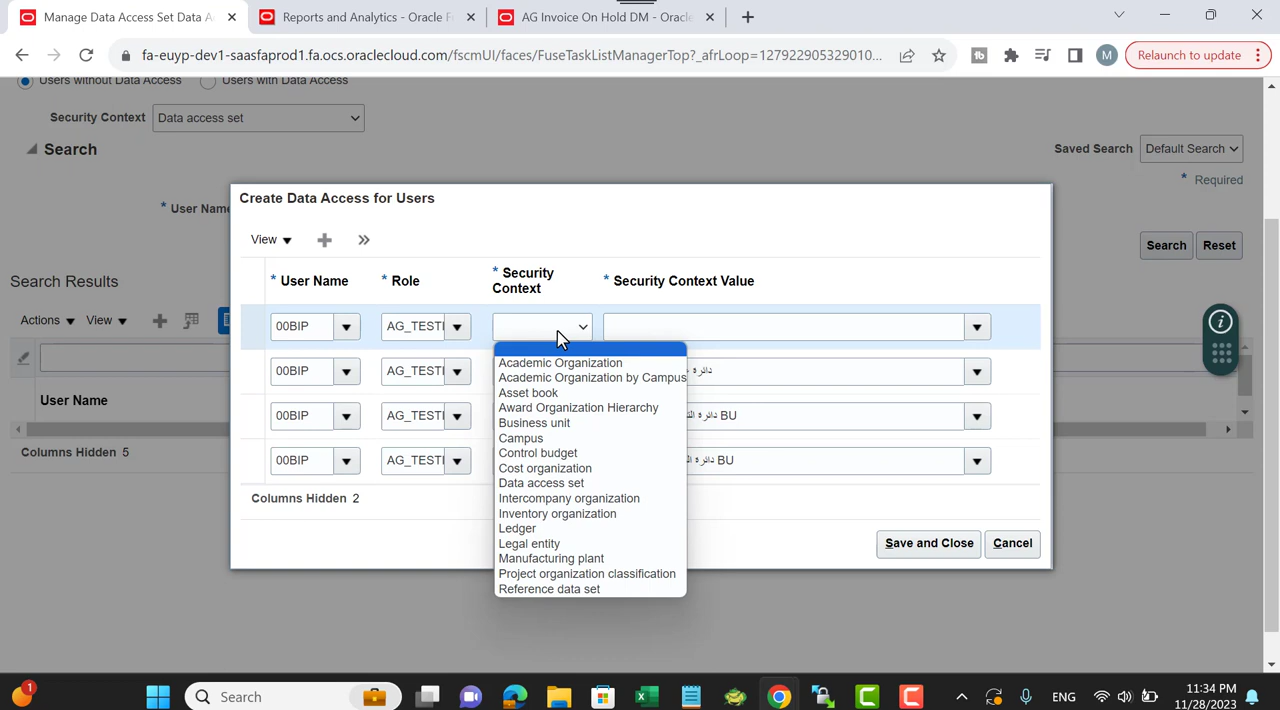 Manage Data Access Set Data A
Reports and Analytics - Oracle F
AG Invoice On Hold DM - Oracle
fa-euyp-dev1-saasfaprod1.fa.ocs.oraclecloud.com/fscmUI/faces/FuseTaskListManagerTop?_afrLoop=127922905329010...
M
Relaunch to update
Users without Data Access
Users with Data Access
Security Context
Data access set
Search
Saved Search
Default Search
* Required
* User Name
Search
Reset
Search Results
Actions
View
User Name
Columns Hidden 5
Create Data Access for Users
View
* User Name
* Role
* Security Context
* Security Context Value
00BIP
AG_TESTI
00BIP
AG_TESTI
دائرة
00BIP
AG_TESTI
دائرة BU
00BIP
AG_TESTI
دائرة BU
Academic Organization
Academic Organization by Campus
Asset book
Award Organization Hierarchy
Business unit
Campus
Control budget
Cost organization
Data access set
Intercompany organization
Inventory organization
Ledger
Legal entity
Manufacturing plant
Project organization classification
Reference data set
Columns Hidden 2
Save and Close
Cancel
1
Search
ENG
11:34 PM
11/28/2023